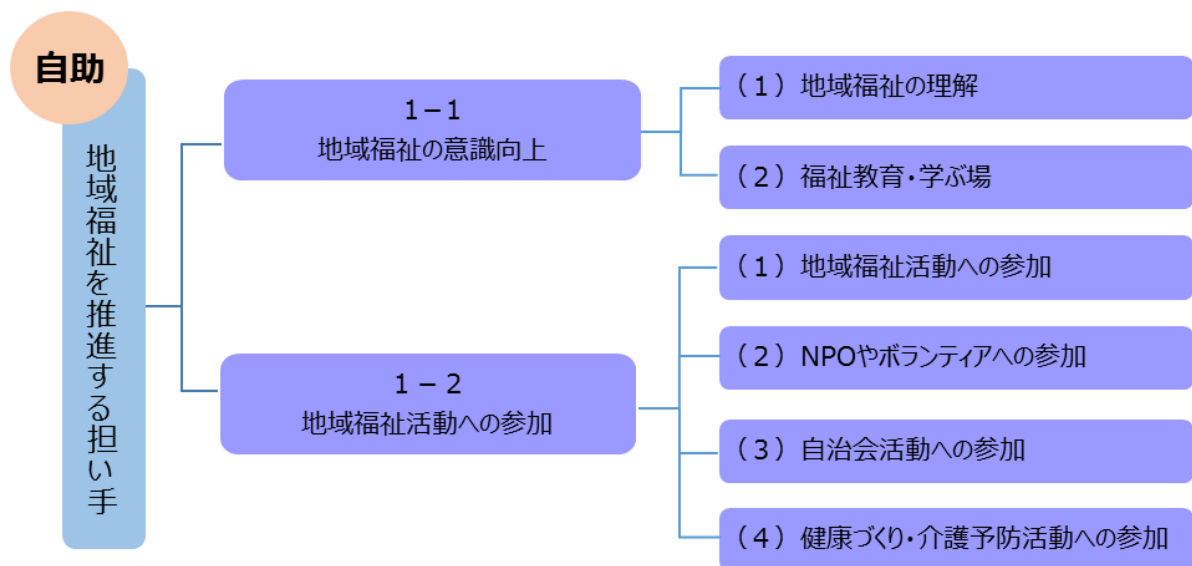 自助
地域福祉を推進する担い手
1－1
地域福祉の意識向上
（1）地域福祉の理解
（2）福祉教育・学ぶ場
1－2
地域福祉活動への参加
（1）地域福祉活動への参加
（2）NPOやボランティアへの参加
（3）自治会活動への参加
（4）健康づくり・介護予防活動への参加